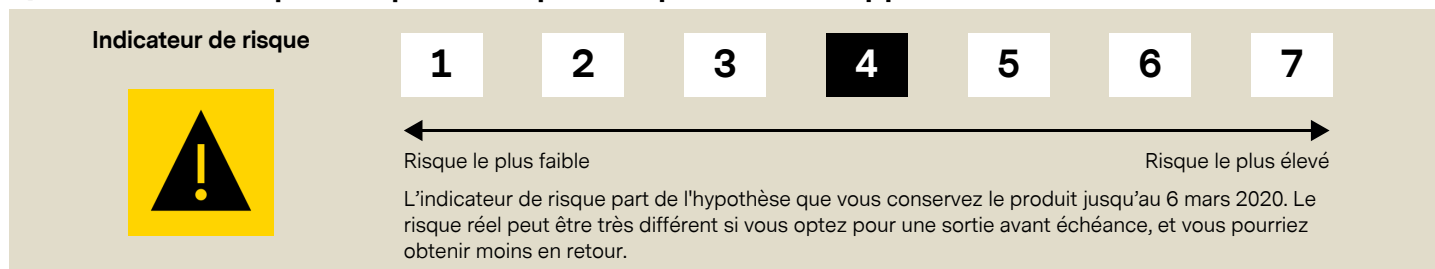 Indicateur de risque
1 2 3 4 5 6 7
Risque le plus faible
Risque le plus élevé
L’indicateur de risque part de l'hypothèse que vous conservez le produit jusqu’au 6 mars 2020. Le
risque réel peut être très différent si vous optez pour une sortie avant échéance, et vous pourriez
obtenir moins en retour.